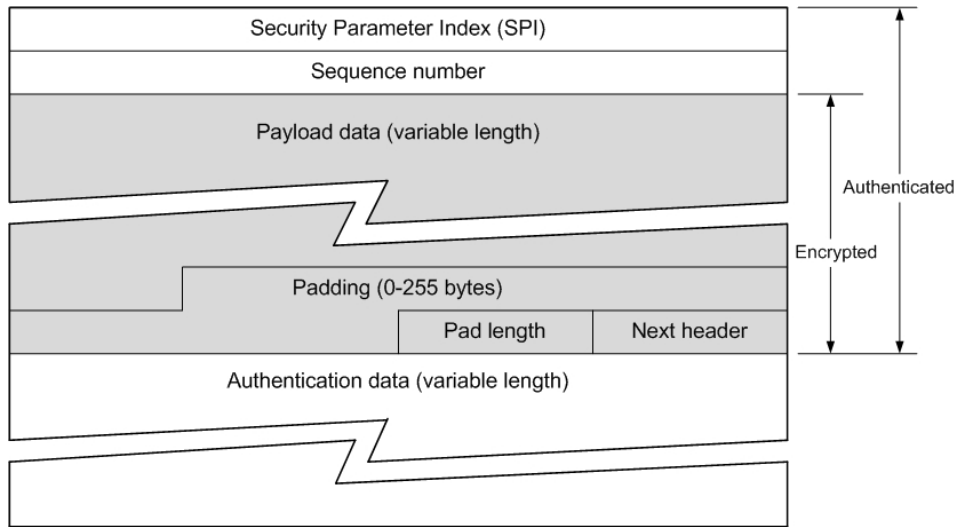 Security Parameter Index (SPI)
Sequence number
Payload data (variable length)
Authenticated
Encrypted
Padding (0-255 bytes)
Pad length
Next header
Authentication data (variable length)